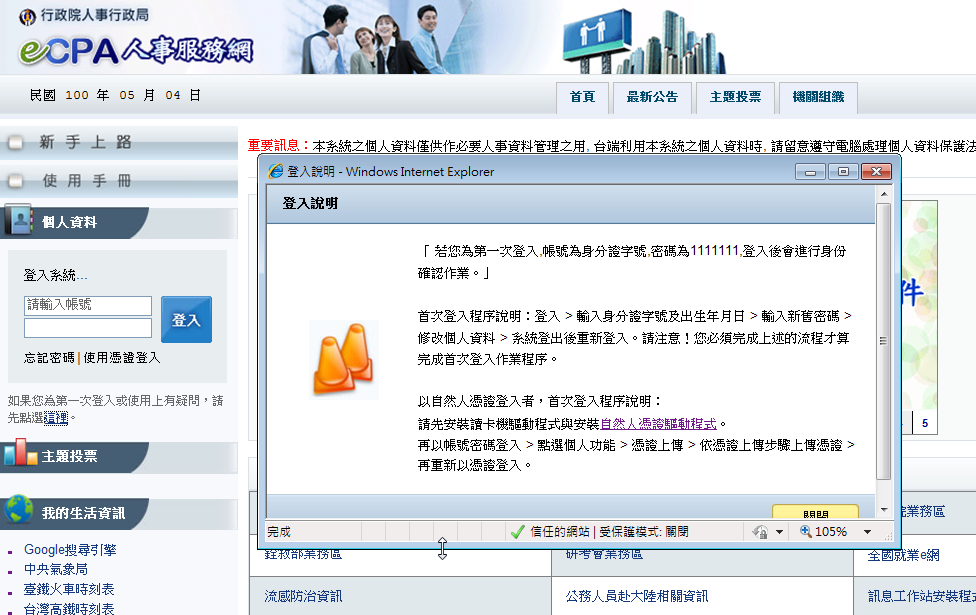 行政院人事行政局
eCPA人事服務網
民國 100 年 05 月 04 日
首頁
最新公告
主題投票
機關組織
新手上路
使用手冊
重要訊息：本系統之個人資料僅供作必要人事資料管理之用, 台端利用本系統之個人資料時, 請留意遵守電腦處理個人資料保護法
個人資料
登入系統...
請輸入帳號
登入
忘記密碼 | 使用憑證登入
如果您為第一次登入或使用上有疑問，請
先點選這裡。
主題投票
我的生活資訊
Google搜尋引擎
中央氣象局
臺鐵火車時刻表
台灣高鐵時刻表
登入說明 - Windows Internet Explorer
登入說明
「 若您為第一次登入,帳號為身分證字號,密碼為1111111,登入後會進行身份
確認作業。」
首次登入程序說明：登入 > 輸入身分證字號及出生年月日 > 輸入新舊密碼 >
修改個人資料 > 系統登出後重新登入。請注意！您必須完成上述的流程才算
完成首次登入作業程序。
以自然人憑證登入者，首次登入程序說明：
請先安裝讀卡機驅動程式與安裝自然人憑證驅動程式。
再以帳號密碼登入 > 點選個人功能 > 憑證上傳 > 依憑證上傳步驟上傳憑證 >
再重新以憑證登入。
完成
信任的網站 | 受保護模式: 關閉
105%
件
5
院業務區
銓敘部業務區
研考會業務區
全國就業e網
流感防治資訊
公務人員赴大陸相關資訊
訊息工作站安裝程式